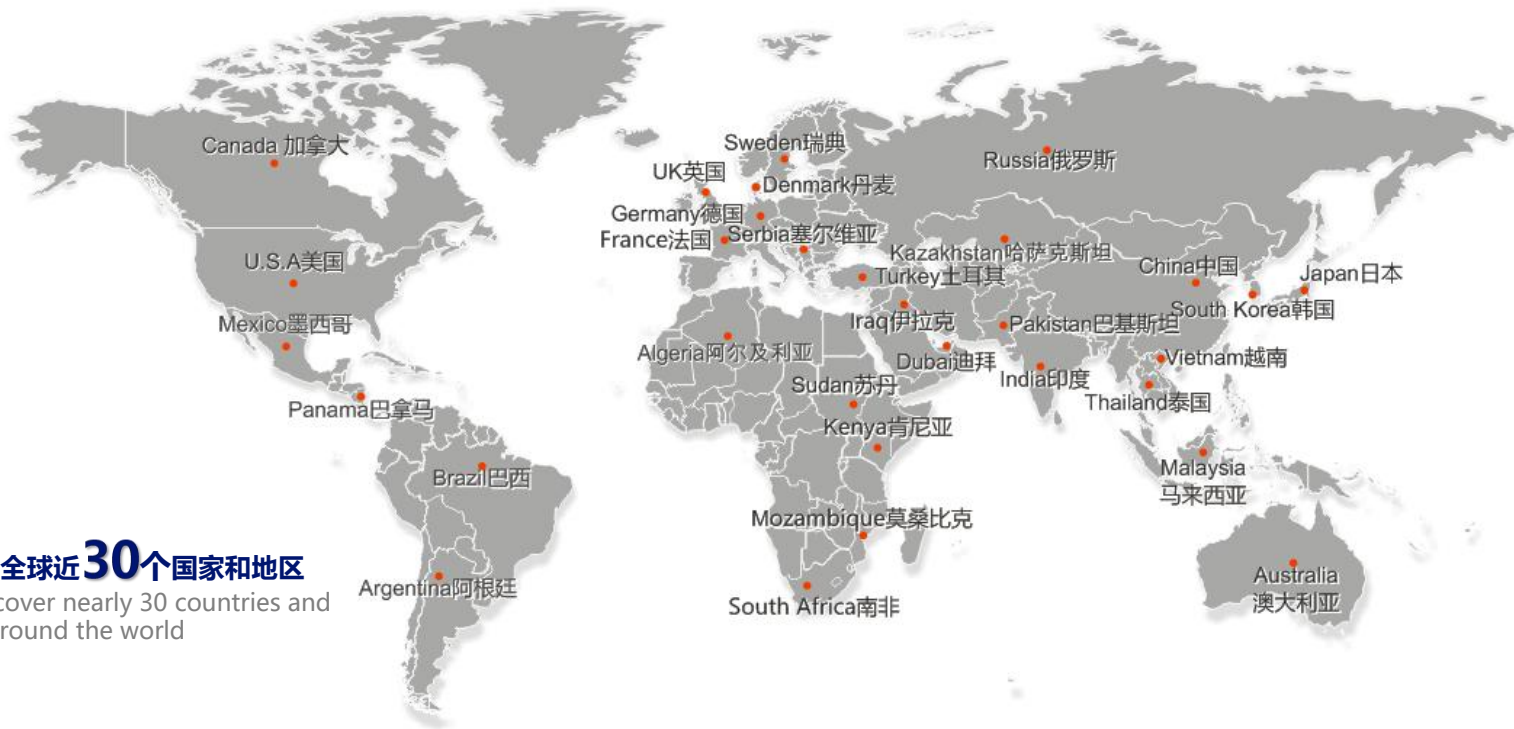 Canada 加拿大
Sweden瑞典
Russia俄罗斯
UK英国
Denmark丹麦
Germany德国
France法国
Serbia塞尔维亚
Kazakhstan哈萨克斯坦
U.S.A美国
China中国
Japan日本
Turkey土耳其
South Korea韩国
Mexico墨西哥
Iraq伊拉克
Pakistan巴基斯坦
Algeria阿尔及利亚
Dubai迪拜
Vietnam越南
Sudan苏丹
India印度
Thailand泰国
Panama巴拿马
Kenya肯尼亚
Brazil巴西
Malaysia
马来西亚
Mozambique莫桑比克
全球近30个国家和地区
cover nearly 30 countries and
round the world
Argentina阿根廷
South Africa南非
Australia
澳大利亚